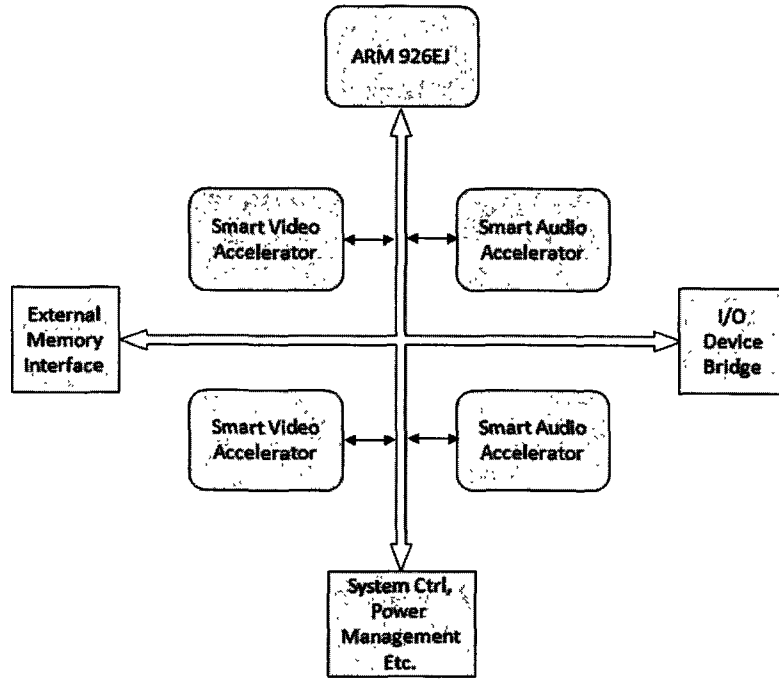 ARM 926EJ
Smart Video
Accelerator
Smart Audio
Accelerator
External
Memory
Interface
I/O
Device
Bridge
Smart Video
Accelerator
Smart Audio
Accelerator
System Ctrl,
Power
Management
Etc.